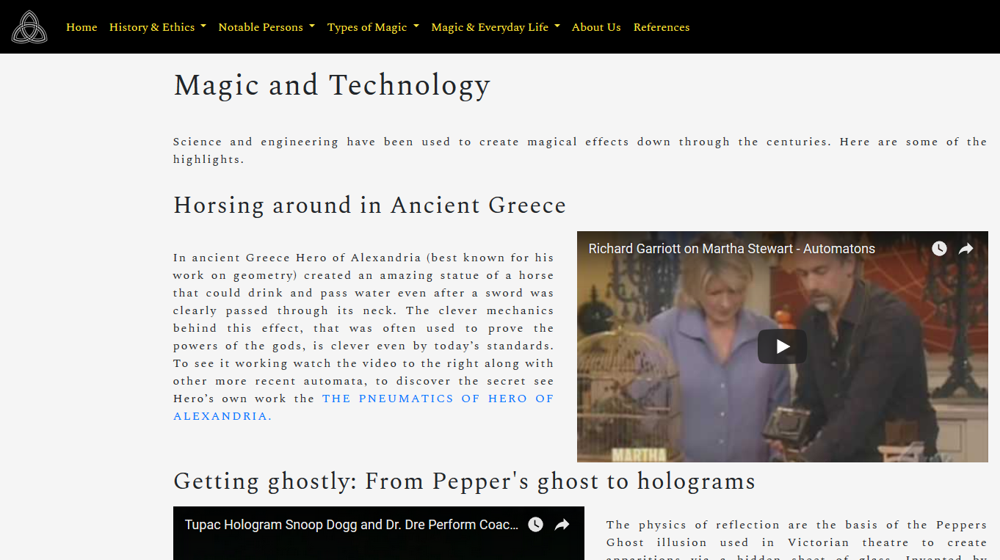 Home History & Ethics Notable Persons Types of Magic Magic & Everyday Life About Us References
Magic and Technology
Science and engineering have been used to create magical effects down through the centuries. Here are some of the
highlights.
Horsing around in Ancient Greece
In ancient Greece Hero of Alexandria (best known for his
work on geometry) created an amazing statue of a horse
that could drink and pass water even after a sword was
clearly passed through its neck. The clever mechanics
behind this effect, that was often used to prove the
powers of the gods, is clever even by today’s standards.
To see it working watch the video to the right along with
other more recent automata, to discover the secret see
Hero’s own work the THE PNEUMATICS OF HERO OF
ALEXANDRIA.
Richard Garriott on Martha Stewart - Automatons
MARTHA
Getting ghostly: From Pepper's ghost to holograms
Tupac Hologram Snoop Dogg and Dr. Dre Perform Coac...
The physics of reflection are the basis of the Peppers
Ghost illusion used in Victorian theatre to create
apparitions via a hidden sheet of glass. Invented by